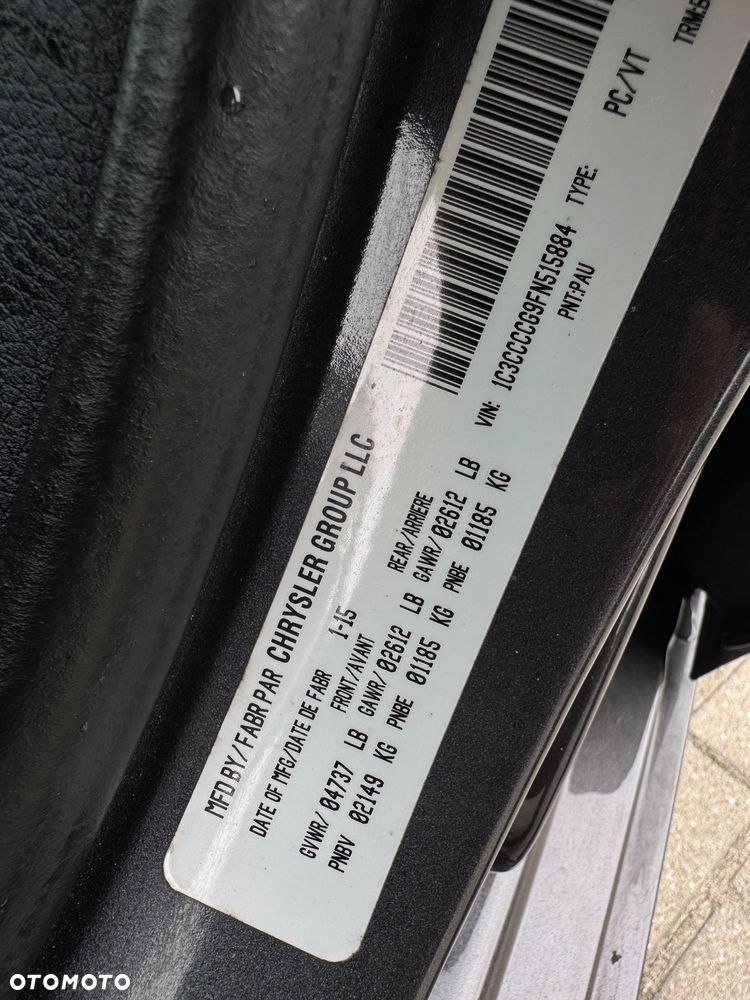 MFD BY/FABR PAR CHRYSLER GROUP LLC
DATE OF MFG/DATE DE FABR 1-15
FRONT/AVANT REAR/ARRIERE
GVWR/ 04737 LB GAWR/ 02612 LB GAWR/ 02612 LB
PNBV 02149 KG PNBE 01185 KG PNBE 01185 KG
VIN: 1C3CCCCG9FN515884 TYPE: PC/VT
PNT:PAU TRM:
OTOMOTO